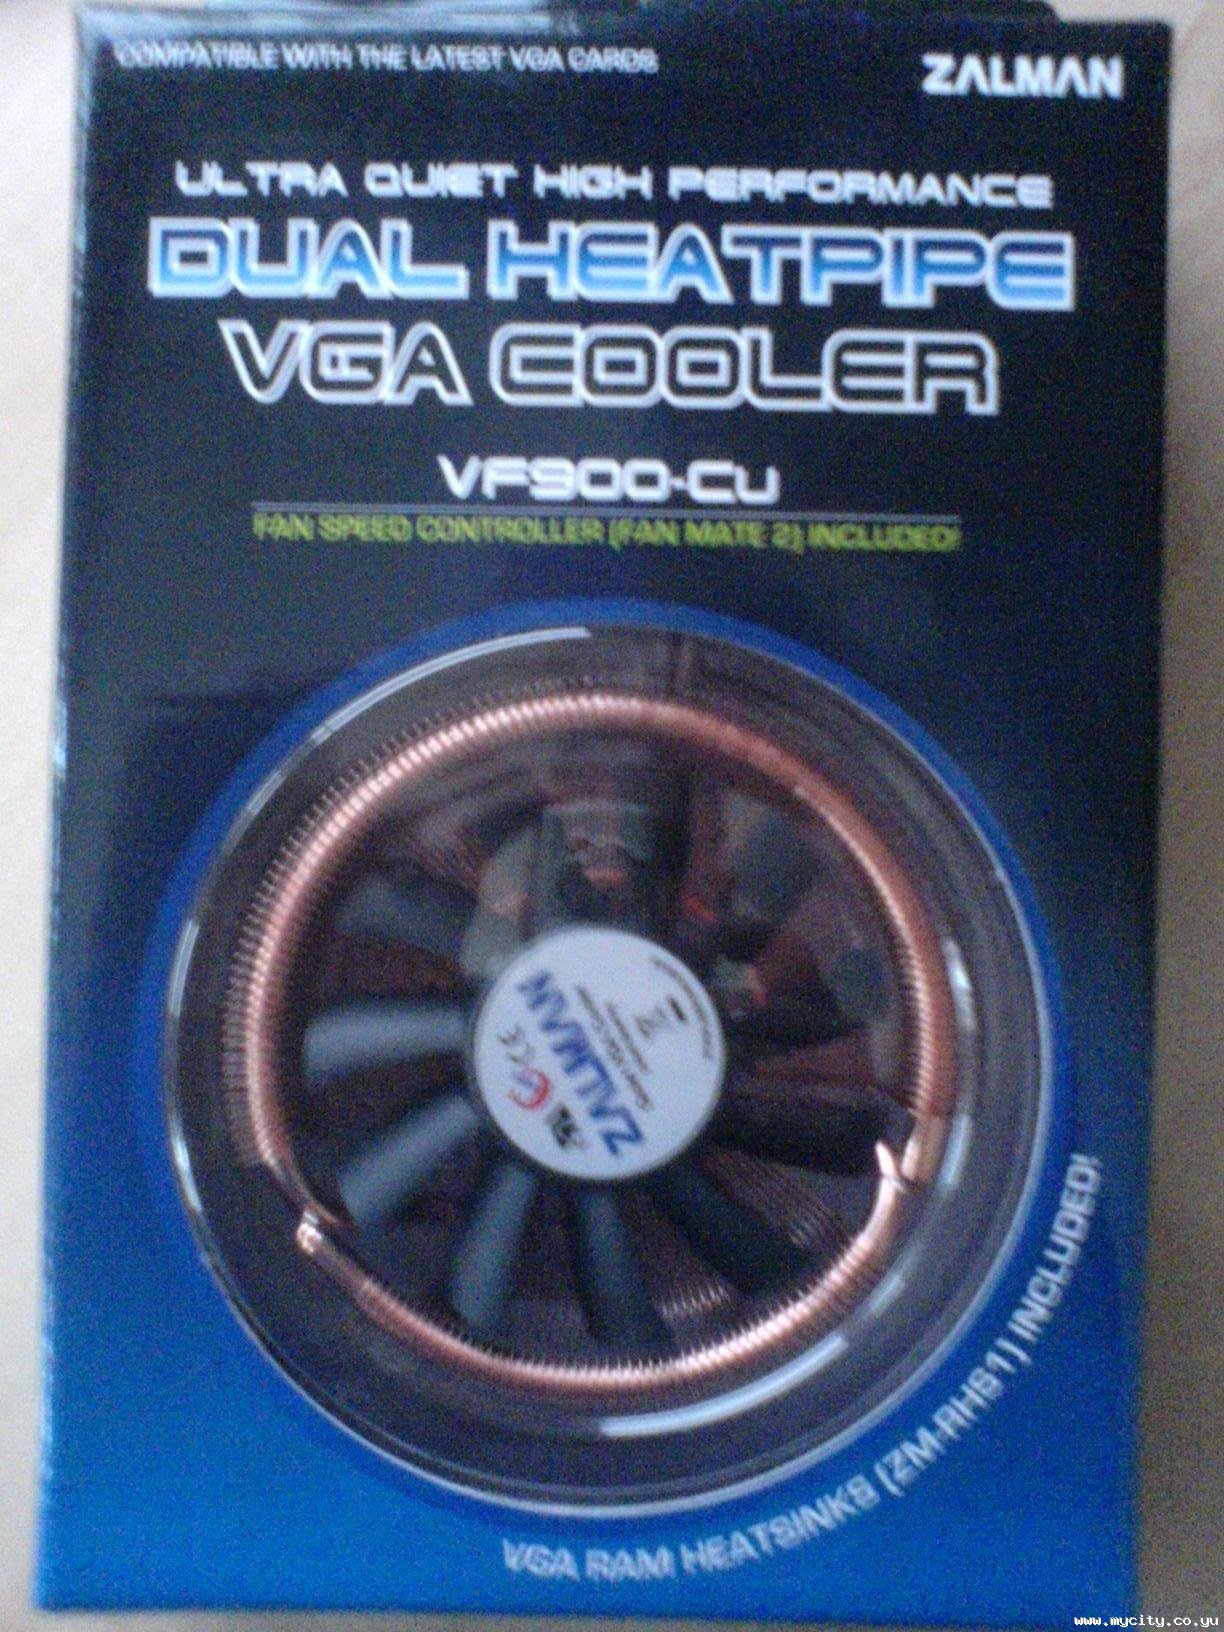 COMPATIBLE WITH THE LATEST VGA CARDS
ZALMAN
ULTRA QUIET HIGH PERFORMANCE
DUAL HEATPIPE
VGA COOLER
VF900-Cu
FAN SPEED CONTROLLER (FAN MATE 2) INCLUDED!
ZALMAN
VGA RAM HEATSINKS (ZM-RHS1) INCLUDED!
www.mycity.co.yu